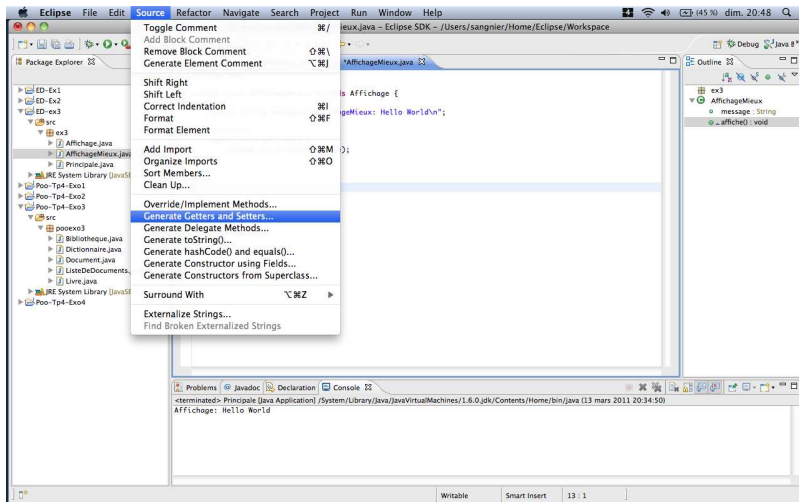 Eclipse File Edit Source Refactor Navigate Search Project Run Window Help (45 %) dim. 20:48
ieux.java - Eclipse SDK - /Users/sangnier/Home/Eclipse/Workspace
Debug Java
Package Explorer
ED-Ex1
ED-Ex2
ED-ex3
src
ex3
Affichage.java
AffichageMieux.java
Principale.java
JRE System Library [JavaSE
Poo-Tp4-Exo1
Poo-Tp4-Exo2
Poo-Tp4-Exo3
src
pooexo3
Bibliotheque.java
Dictionnaire.java
Document.java
ListeDeDocuments.
Livre.java
JRE System Library [JavaSE
Poo-Tp4-Exo4
Toggle Comment ⌘/
Add Block Comment
Remove Block Comment ⇧⌘\
Generate Element Comment ⌥⌘J
Shift Right
Shift Left
Correct Indentation ⌘I
Format ⇧⌘F
Format Element
Add Import ⇧⌘M
Organize Imports ⇧⌘O
Sort Members...
Clean Up...
Override/Implement Methods...
Generate Getters and Setters...
Generate Delegate Methods...
Generate toString()...
Generate hashCode() and equals()...
Generate Constructor using Fields...
Generate Constructors from Superclass...
Surround With ⌥⌘Z
Externalize Strings...
Find Broken Externalized Strings
*AffichageMieux.java
ds Affichage {
geMieux: Hello World\n";
);
Outline
ex3
AffichageMieux
message : String
affiche() : void
Problems @ Javadoc Declaration Console
<terminated> Principale [Java Application] /System/Library/Java/JavaVirtualMachines/1.6.0.jdk/Contents/Home/bin/java (13 mars 2011 20:34:50)
Affichage: Hello World
Writable Smart Insert 13 : 1